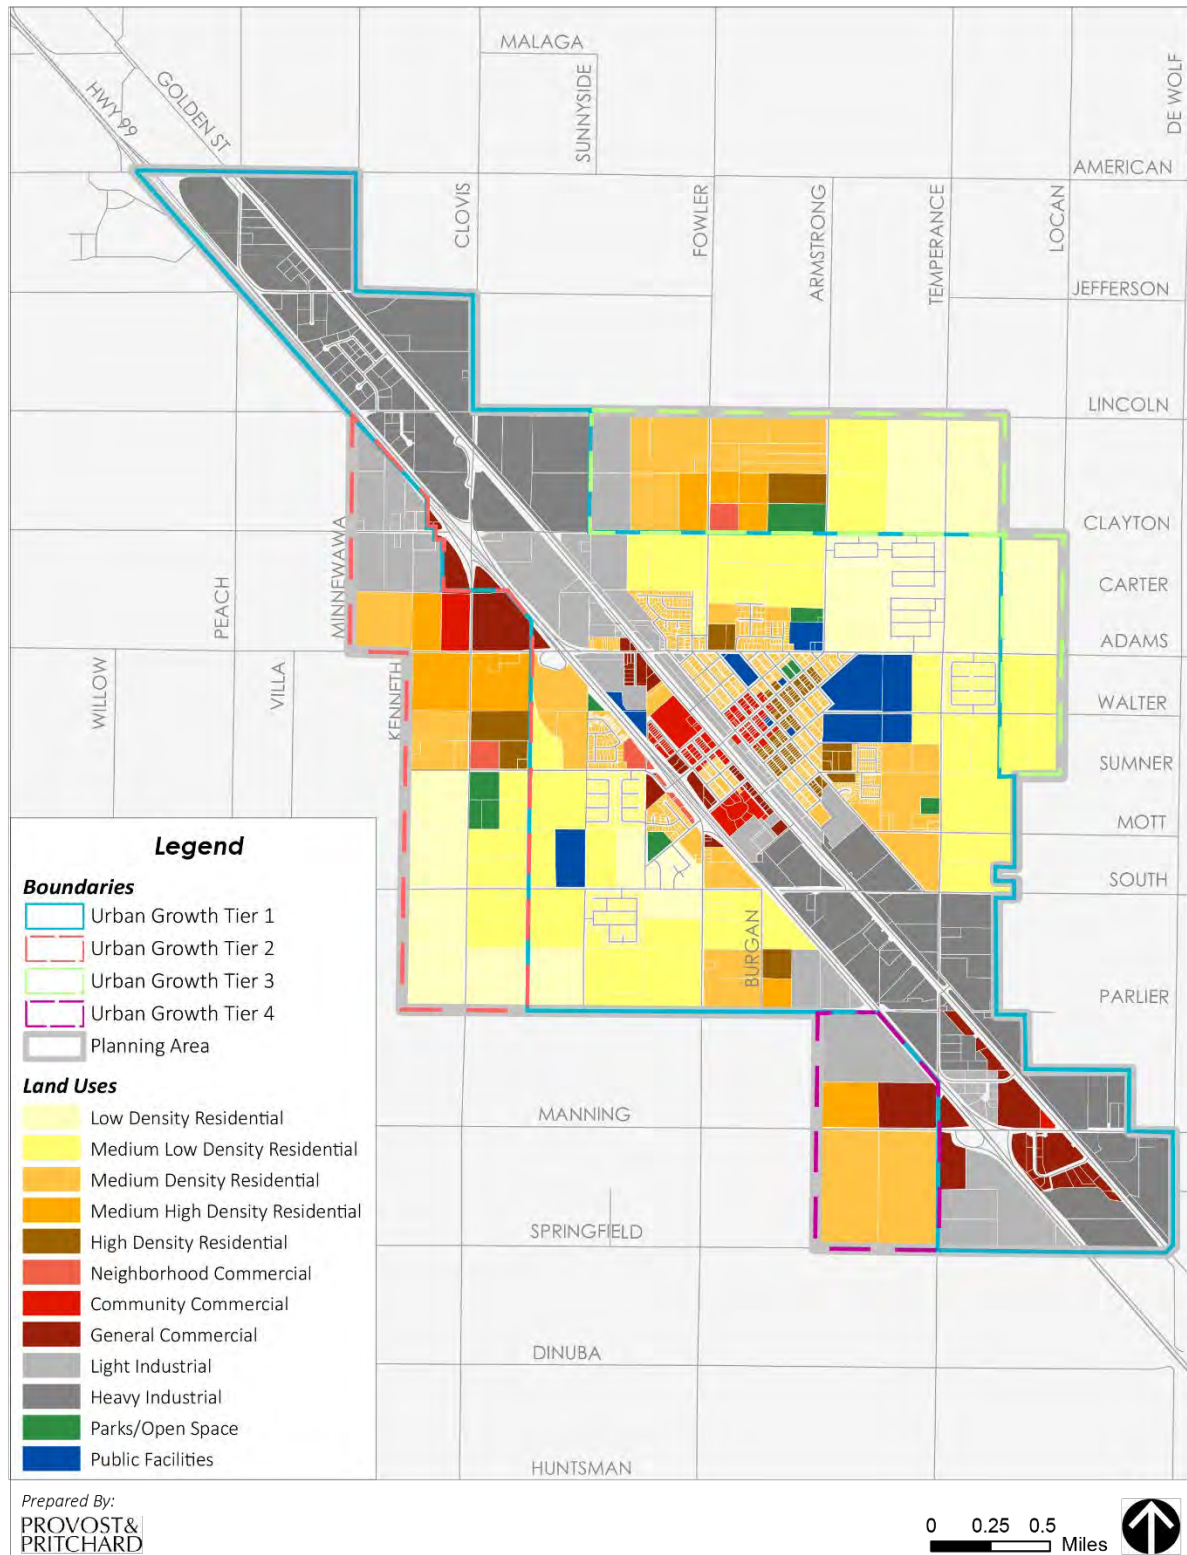 MALAGA
SUNNYSIDE
DE WOLF
HWY 99
GOLDEN ST
AMERICAN
CLOVIS
FOWLER
ARMSTRONG
TEMPERANCE
LOCAN
JEFFERSON
LINCOLN
CLAYTON
MINNEWAWA
PEACH
CARTER
ADAMS
WILLOW
VILLA
KENNETH
WALTER
SUMNER
MOTT
SOUTH
BURGAN
PARLIER
MANNING
SPRINGFIELD
DINUBA
HUNTSMAN
Legend
Boundaries
Urban Growth Tier 1
Urban Growth Tier 2
Urban Growth Tier 3
Urban Growth Tier 4
Planning Area
Land Uses
Low Density Residential
Medium Low Density Residential
Medium Density Residential
Medium High Density Residential
High Density Residential
Neighborhood Commercial
Community Commercial
General Commercial
Light Industrial
Heavy Industrial
Parks/Open Space
Public Facilities
Prepared By:
PROVOST&
PRITCHARD
0 0.25 0.5
Miles